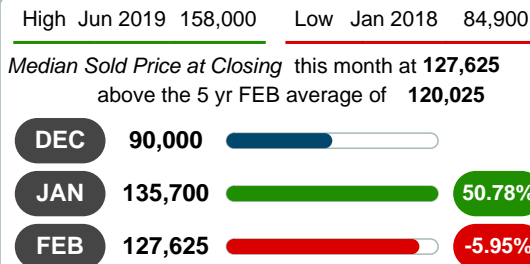 High Jun 2019 158,000 Low Jan 2018 84,900
Median Sold Price at Closing this month at 127,625
above the 5 yr FEB average of 120,025
DEC 90,000
JAN 135,700 50.78%
FEB 127,625 -5.95%